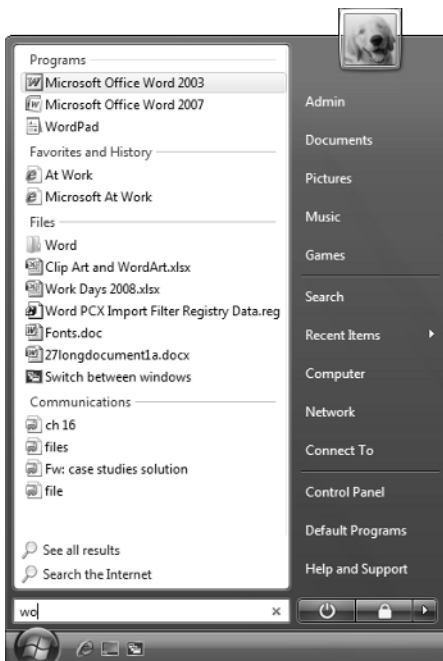 Programs
Microsoft Office Word 2003
Microsoft Office Word 2007
WordPad
Favorites and History
At Work
Microsoft At Work
Files
Word
Clip Art and WordArt.xlsx
Work Days 2008.xlsx
Word PCX Import Filter Registry Data.reg
Fonts.doc
27longdocument1a.docx
Switch between windows
Communications
ch 16
files
Fw: case studies solution
file
See all results
Search the Internet
wo
Admin
Documents
Pictures
Music
Games
Search
Recent Items
Computer
Network
Connect To
Control Panel
Default Programs
Help and Support